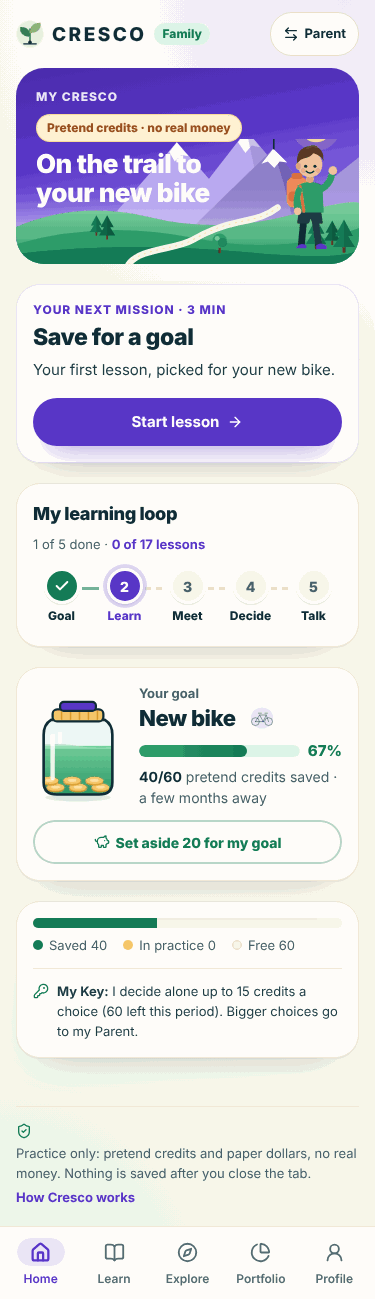 CRESCO Family Parent
MY CRESCO
Pretend credits · no real money
On the trail to
your new bike
YOUR NEXT MISSION · 3 MIN
Save for a goal
Your first lesson, picked for your new bike.
Start lesson →
My learning loop
1 of 5 done · 0 of 17 lessons
2 3 4 5
Goal Learn Meet Decide Talk
Your goal
New bike
67%
40/60 pretend credits saved ·
a few months away
Set aside 20 for my goal
Saved 40 In practice 0 Free 60
My Key: I decide alone up to 15 credits a
choice (60 left this period). Bigger choices go
to my Parent.
Practice only: pretend credits and paper dollars, no real
money. Nothing is saved after you close the tab.
How Cresco works
Home Learn Explore Portfolio Profile